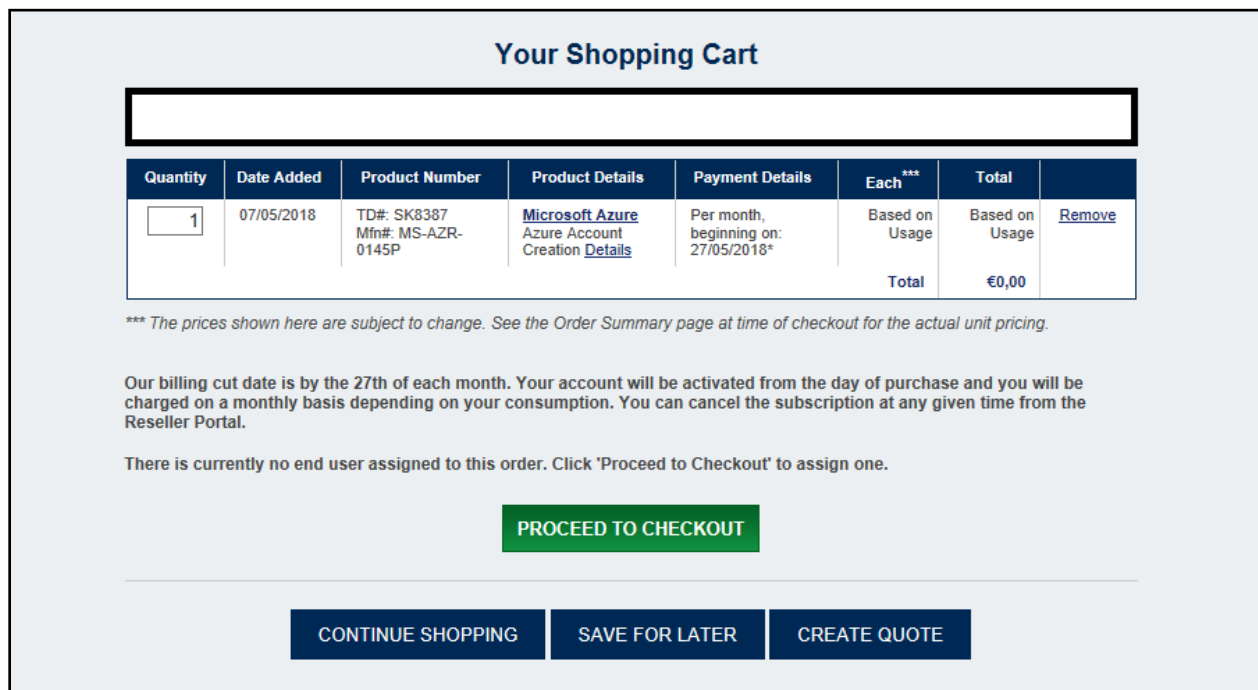 Your Shopping Cart
Quantity Date Added Product Number Product Details Payment Details Each*** Total
1 07/05/2018 TD#: SK8387 Microsoft Azure Per month, Based on Based on Remove
Mfn#: MS-AZR- Azure Account beginning on: Usage Usage
0145P Creation Details 27/05/2018*
Total €0,00
*** The prices shown here are subject to change. See the Order Summary page at time of checkout for the actual unit pricing.
Our billing cut date is by the 27th of each month. Your account will be activated from the day of purchase and you will be
charged on a monthly basis depending on your consumption. You can cancel the subscription at any given time from the
Reseller Portal.
There is currently no end user assigned to this order. Click 'Proceed to Checkout' to assign one.
PROCEED TO CHECKOUT
CONTINUE SHOPPING SAVE FOR LATER CREATE QUOTE